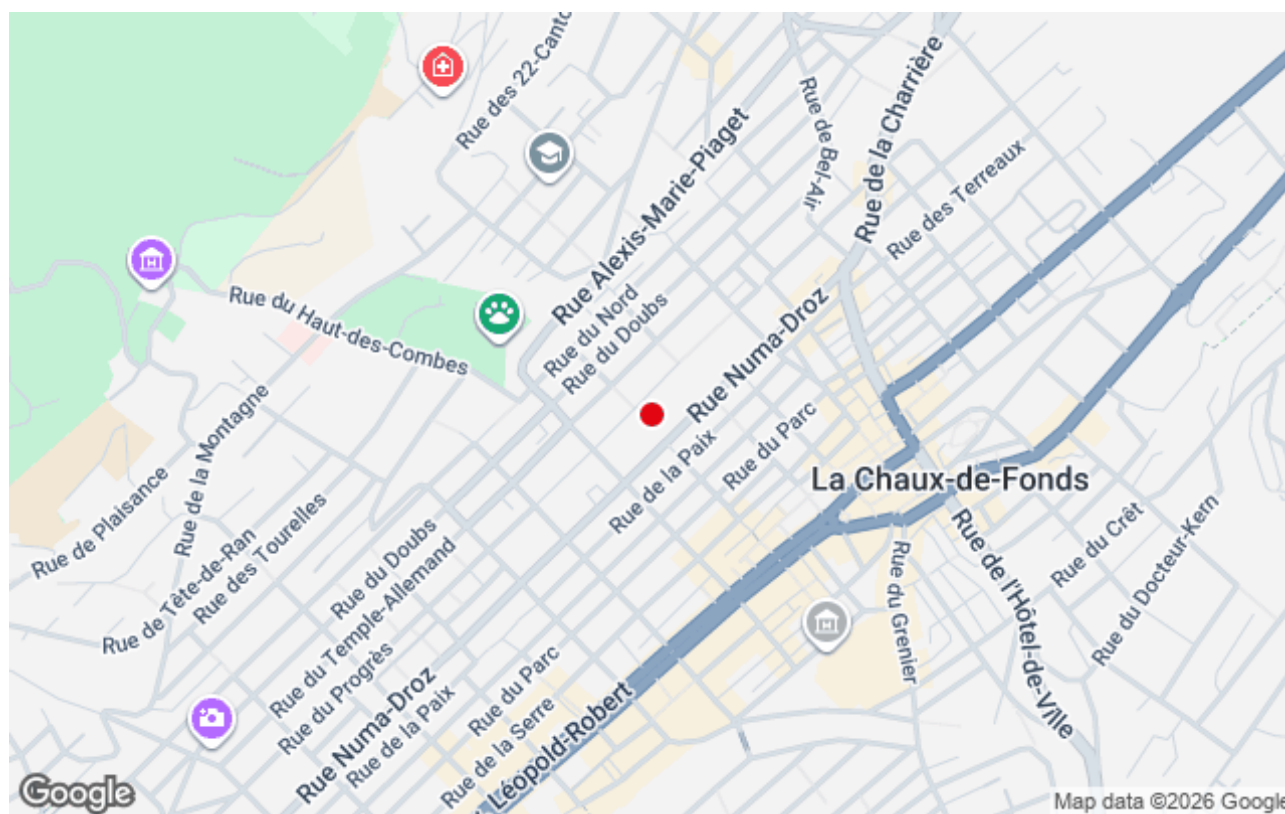 Rue des 22-Canto
Rue de la Charrière
Rue de Bel-Air
Rue Alexis-Marie-Piaget
Rue des Terreaux
Rue du Haut-des-Combes
Rue du Nord
Rue du Doubs
Rue Numa-Droz
Rue de la Montagne
Rue de la Paix
Rue du Parc
La Chaux-de-Fonds
Rue de Plaisance
Rue de Tête-de-Ran
Rue des Tourelles
Rue du Doubs
Rue du Temple-Allemand
Rue du Progrès
Rue Numa-Droz
Rue de la Paix
Rue du Parc
Rue de la Serre
Léopold-Robert
Rue du Grenier
Rue de l'Hôtel-de-Ville
Rue du Crêt
Rue du Docteur-Kern
Google
Map data ©2026 Google